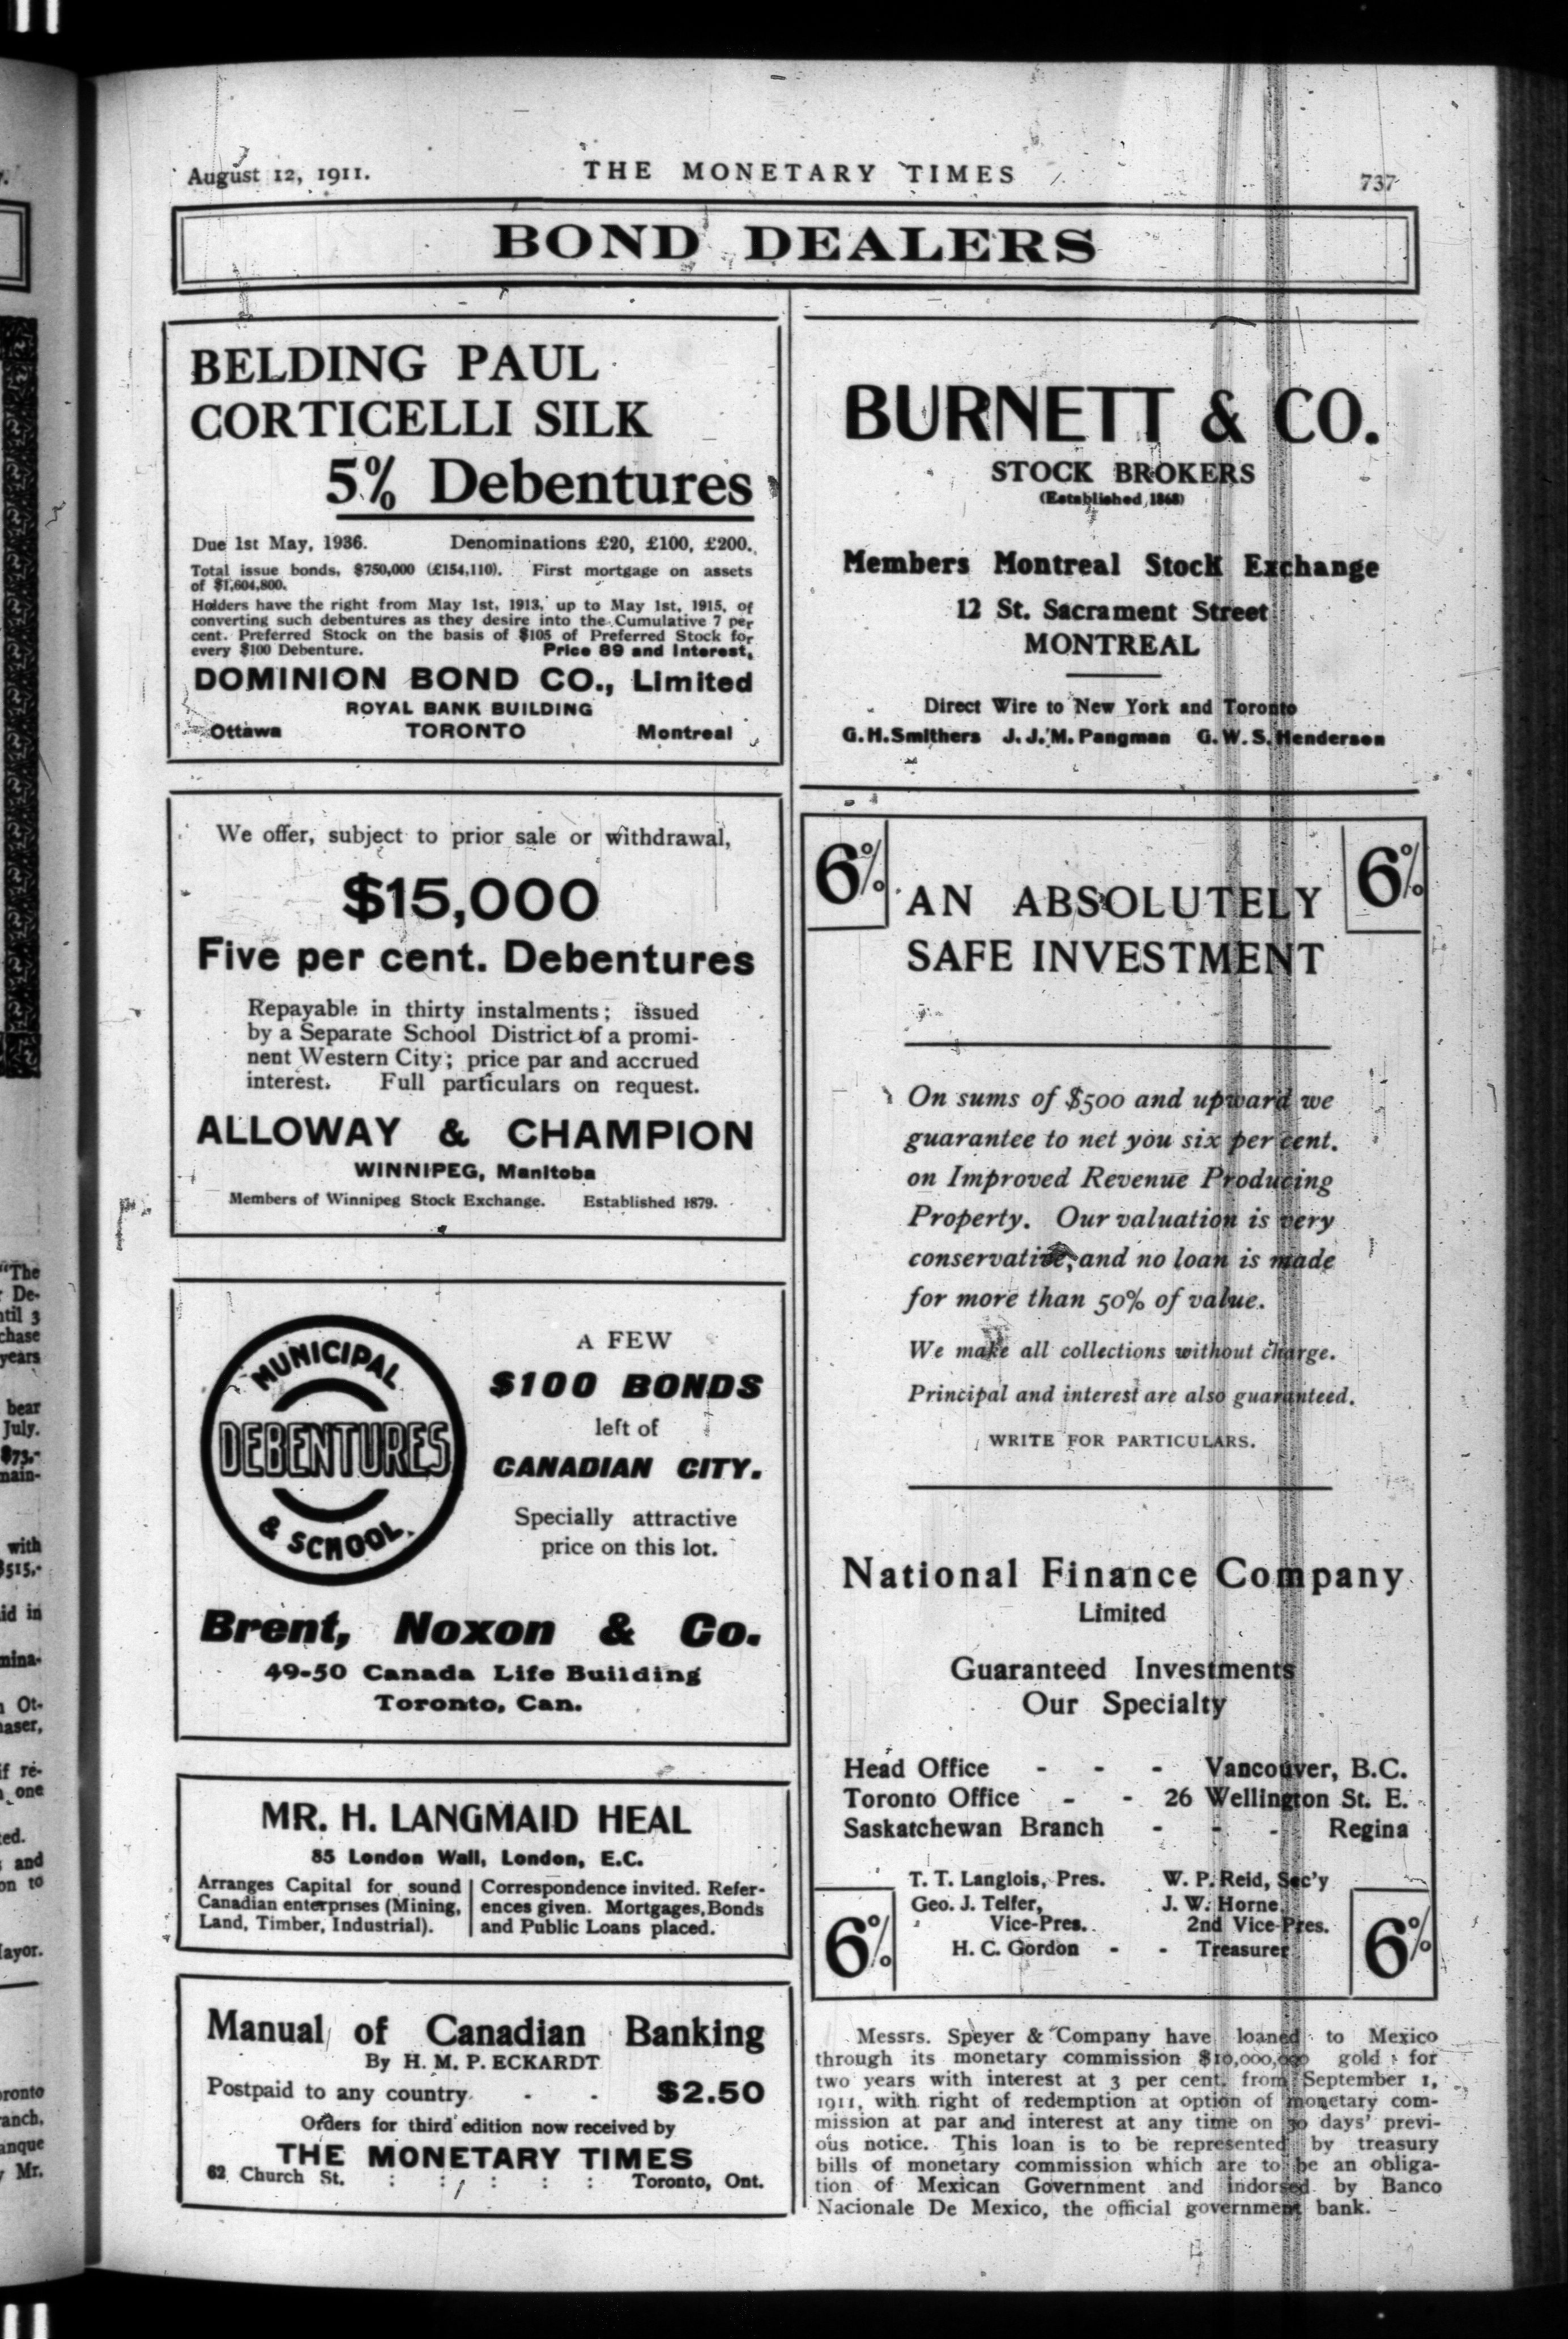 August 12, 1911.
THE MONETARY TIMES
737
BOND DEALERS
BELDING PAUL
CORTICELLI SILK
5% Debentures
Due 1st May, 1936. Denominations £20, £100, £200.
Total issue bonds, $750,000 (£154,110). First mortgage on assets
of $1,604,800.
Holders have the right from May 1st, 1913, up to May 1st, 1915, of
converting such debentures as they desire into the Cumulative 7 per
cent. Preferred Stock on the basis of $105 of Preferred Stock for
every $100 Debenture. Price 89 and Interest.
DOMINION BOND CO., Limited
ROYAL BANK BUILDING
Ottawa TORONTO Montreal
We offer, subject to prior sale or withdrawal,
$15,000
Five per cent. Debentures
Repayable in thirty instalments; issued
by a Separate School District of a promi-
nent Western City; price par and accrued
interest. Full particulars on request.
ALLOWAY & CHAMPION
WINNIPEG, Manitoba
Members of Winnipeg Stock Exchange. Established 1879.
MUNICIPAL
DEBENTURES
& SCHOOL
A FEW
$100 BONDS
left of
CANADIAN CITY.
Specially attractive
price on this lot.
Brent, Noxon & Co.
49-50 Canada Life Building
Toronto, Can.
MR. H. LANGMAID HEAL
85 London Wall, London, E.C.
Arranges Capital for sound
Canadian enterprises (Mining,
Land, Timber, Industrial).
Correspondence invited. Refer-
ences given. Mortgages, Bonds
and Public Loans placed.
Manual of Canadian Banking
By H. M. P. ECKARDT
Postpaid to any country - - $2.50
Orders for third edition now received by
THE MONETARY TIMES
62 Church St. : : : : : Toronto, Ont.
BURNETT & CO.
STOCK BROKERS
(Established 1868)
Members Montreal Stock Exchange
12 St. Sacrament Street
MONTREAL
Direct Wire to New York and Toronto
G. H. Smithers J. J. M. Pangman G. W. S. Henderson
6% 6%
AN ABSOLUTELY
SAFE INVESTMENT
On sums of $500 and upward we
guarantee to net you six per cent.
on Improved Revenue Producing
Property. Our valuation is very
conservative, and no loan is made
for more than 50% of value.
We make all collections without charge.
Principal and interest are also guaranteed.
WRITE FOR PARTICULARS.
National Finance Company
Limited
Guaranteed Investments
Our Specialty
Head Office - - - Vancouver, B.C.
Toronto Office - - 26 Wellington St. E.
Saskatchewan Branch - - - Regina
T. T. Langlois, Pres. W. P. Reid, Sec'y
Geo. J. Telfer, J. W. Horne,
Vice-Pres. 2nd Vice-Pres.
H. C. Gordon - - Treasurer
6% 6%
Messrs. Speyer & Company have loaned to Mexico
through its monetary commission $10,000,000 gold for
two years with interest at 3 per cent. from September 1,
1911, with right of redemption at option of monetary com-
mission at par and interest at any time on 30 days' previ-
ous notice. This loan is to be represented by treasury
bills of monetary commission which are to be an obliga-
tion of Mexican Government and indorsed by Banco
Nacionale De Mexico, the official government bank.